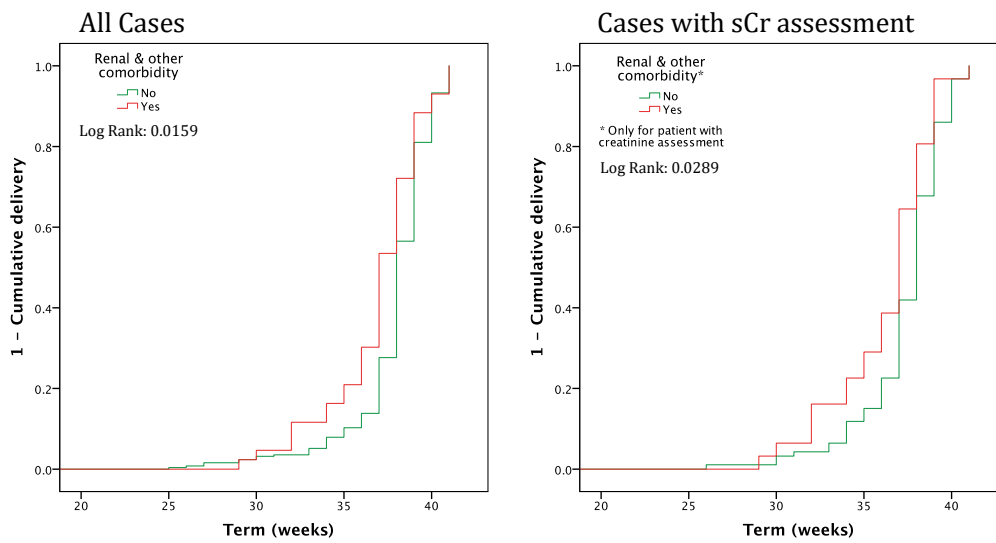 All Cases
Renal & other
comorbidity
No
Yes
Log Rank: 0.0159
1.0
0.8
0.6
0.4
0.2
0.0
1 – Cumulative delivery
20
25
30
35
40
Term (weeks)
Cases with sCr assessment
Renal & other
comorbidity*
No
Yes
* Only for patient with
creatinine assessment
Log Rank: 0.0289
1.0
0.8
0.6
0.4
0.2
0.0
1 – Cumulative delivery
20
25
30
35
40
Term (weeks)